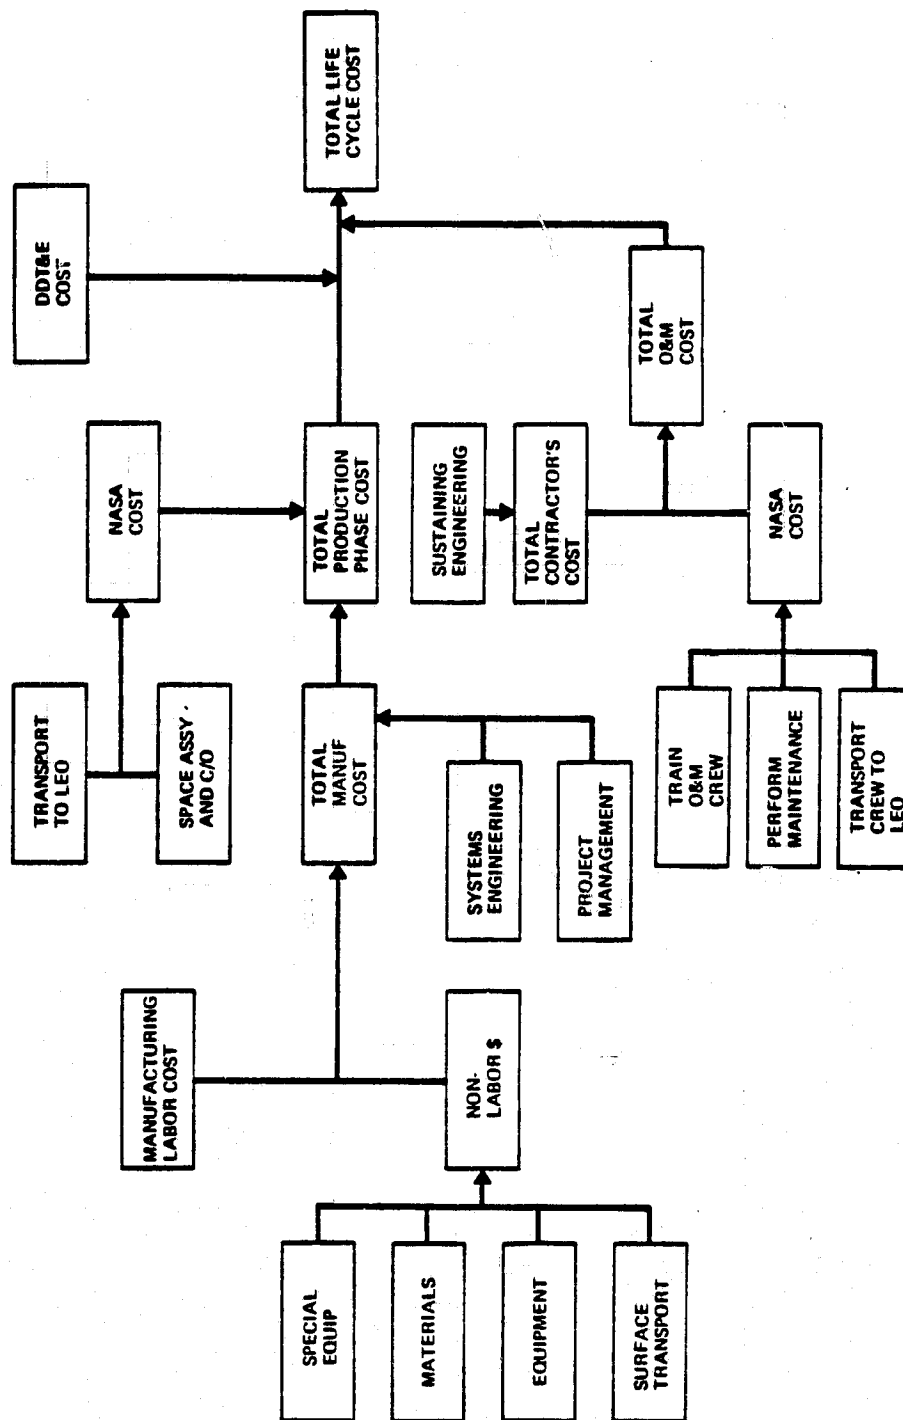 SPECIAL
EQUIP
MATERIALS
EQUIPMENT
SURFACE
TRANSPORT
MANUFACTURING
LABOR COST
NON-
LABOR $
TRANSPORT
TO LEO
SPACE ASSY
AND C/O
TOTAL
MANUF
COST
SYSTEMS
ENGINEERING
PROJECT
MANAGEMENT
TRAIN
O&M
CREW
PERFORM
MAINTENANCE
TRANSPORT
CREW TO
LEO
NASA
COST
TOTAL
PRODUCTION
PHASE COST
SUSTAINING
ENGINEERING
TOTAL
CONTRACTOR'S
COST
NASA
COST
DDT&E
COST
TOTAL
O&M
COST
TOTAL LIFE
CYCLE COST